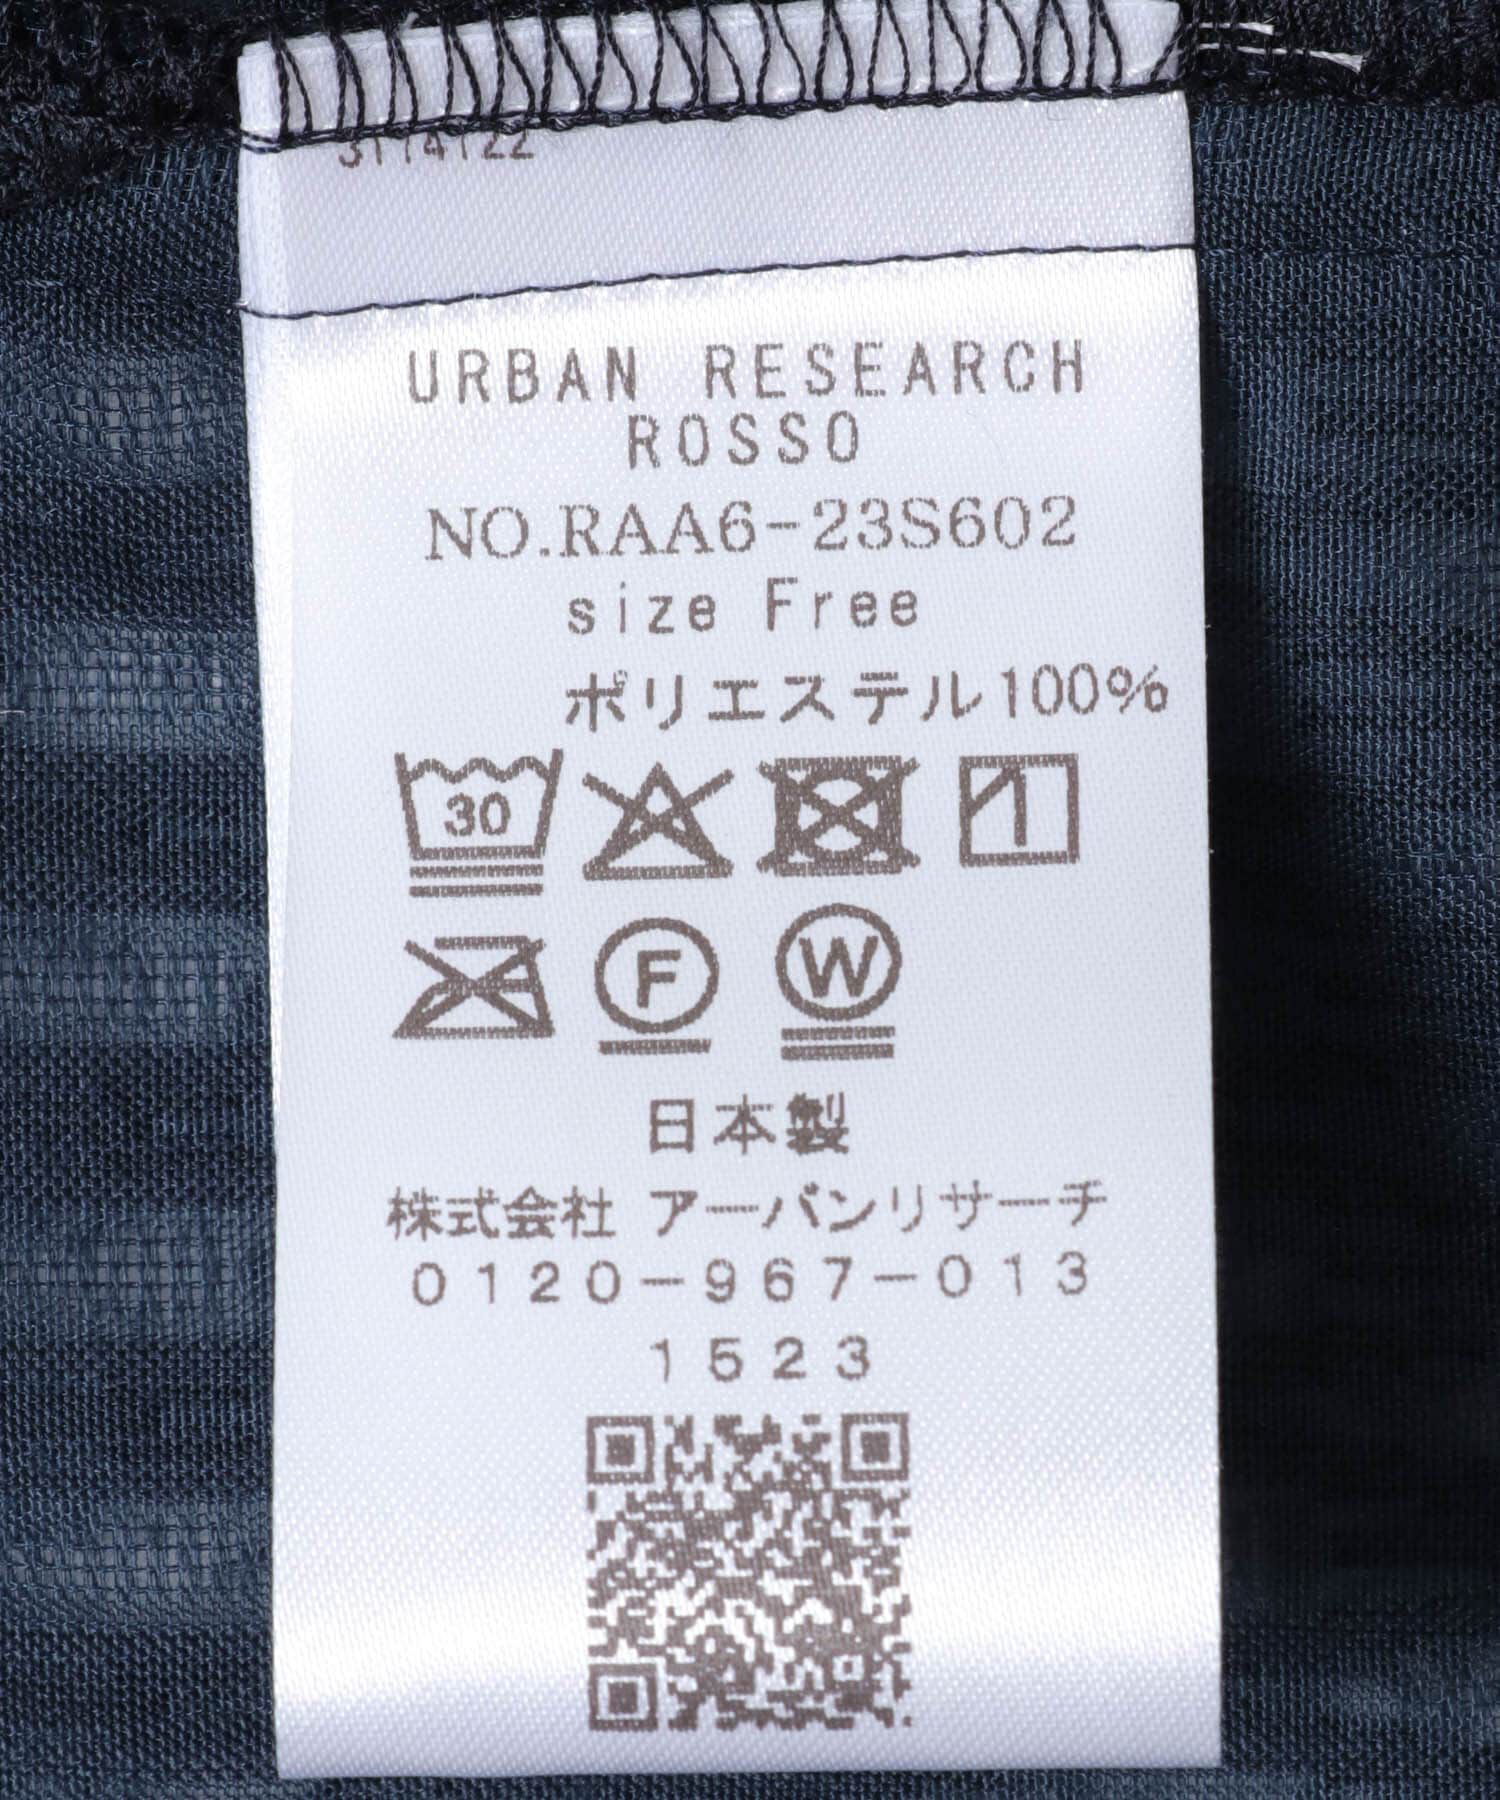 3114122
URBAN RESEARCH
ROSSO
NO.RAA6-23S602
size Free
ポリエステル100%
30
F W
日本製
株式会社 アーバンリサーチ
0120-967-013
1523